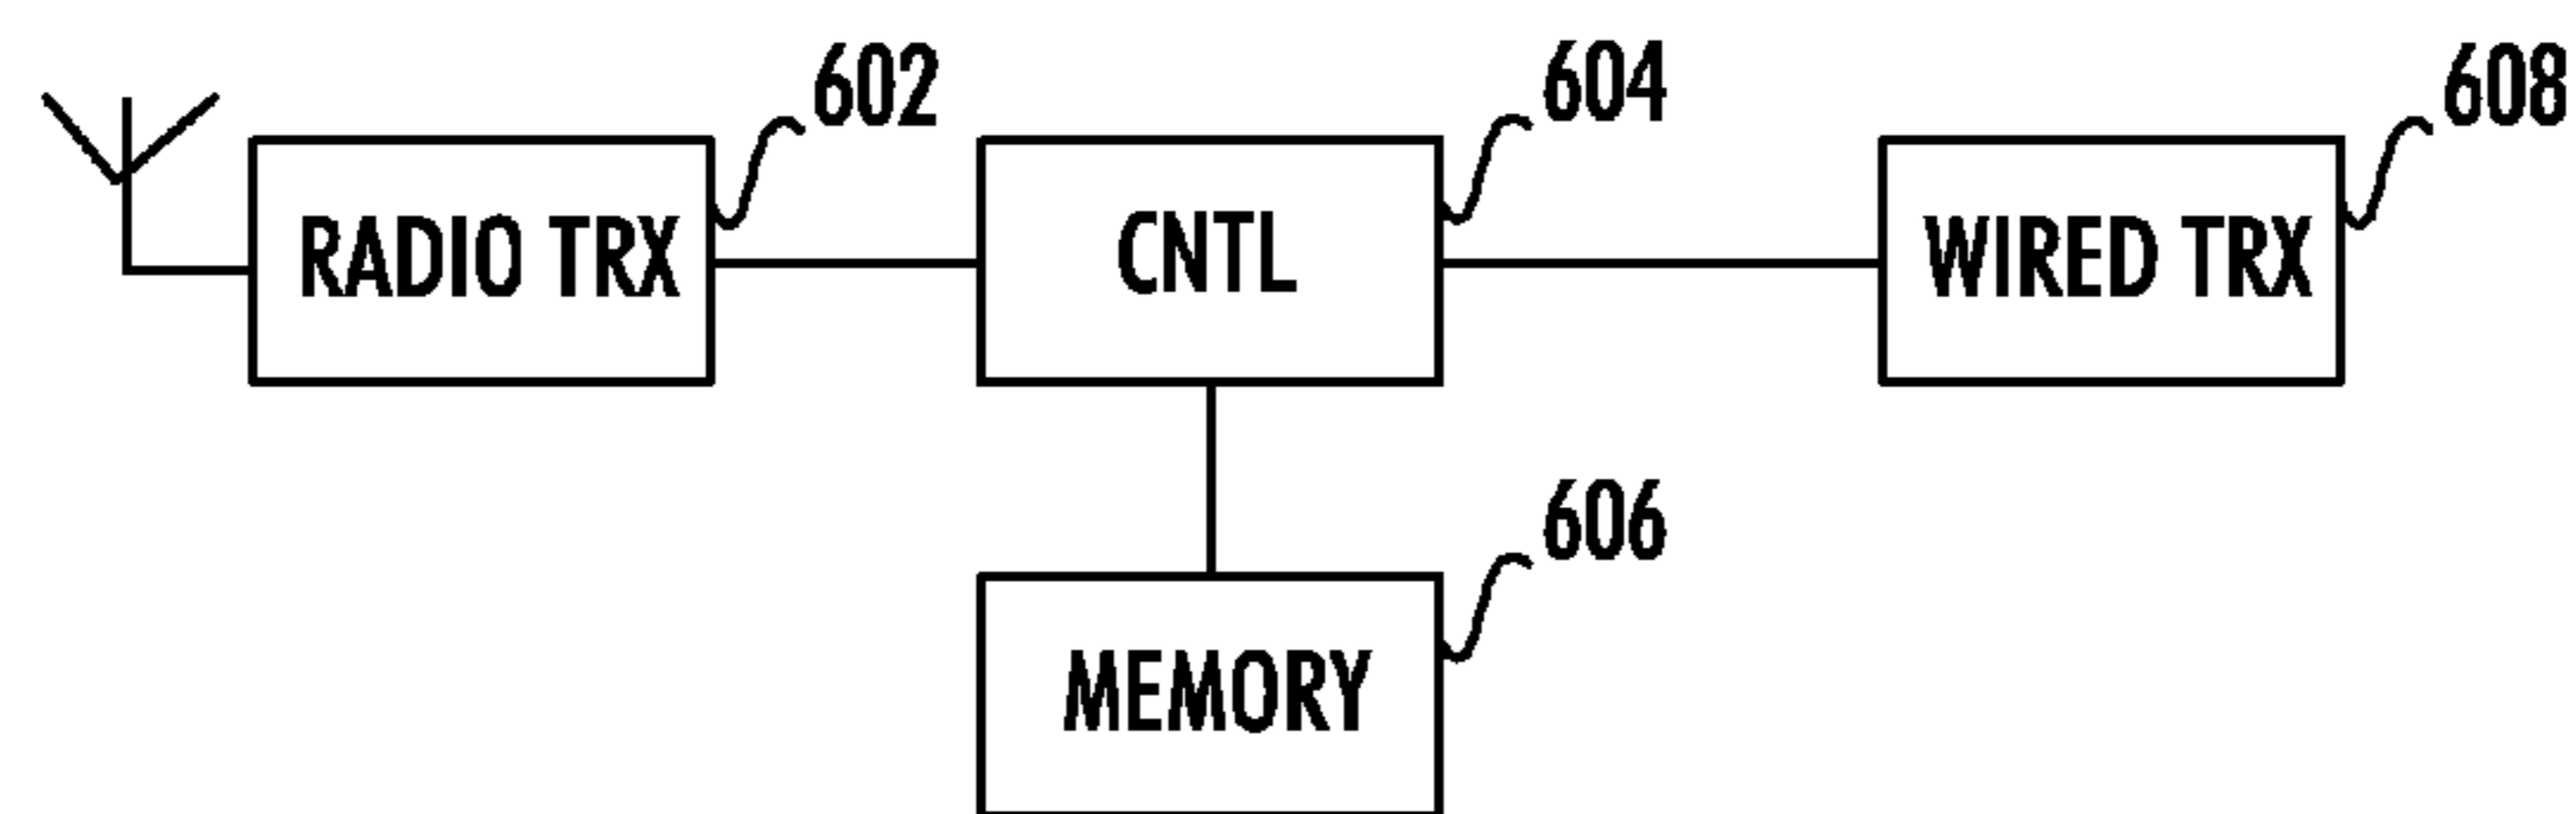 602
604
608
RADIO TRX
CNTL
WIRED TRX
606
MEMORY